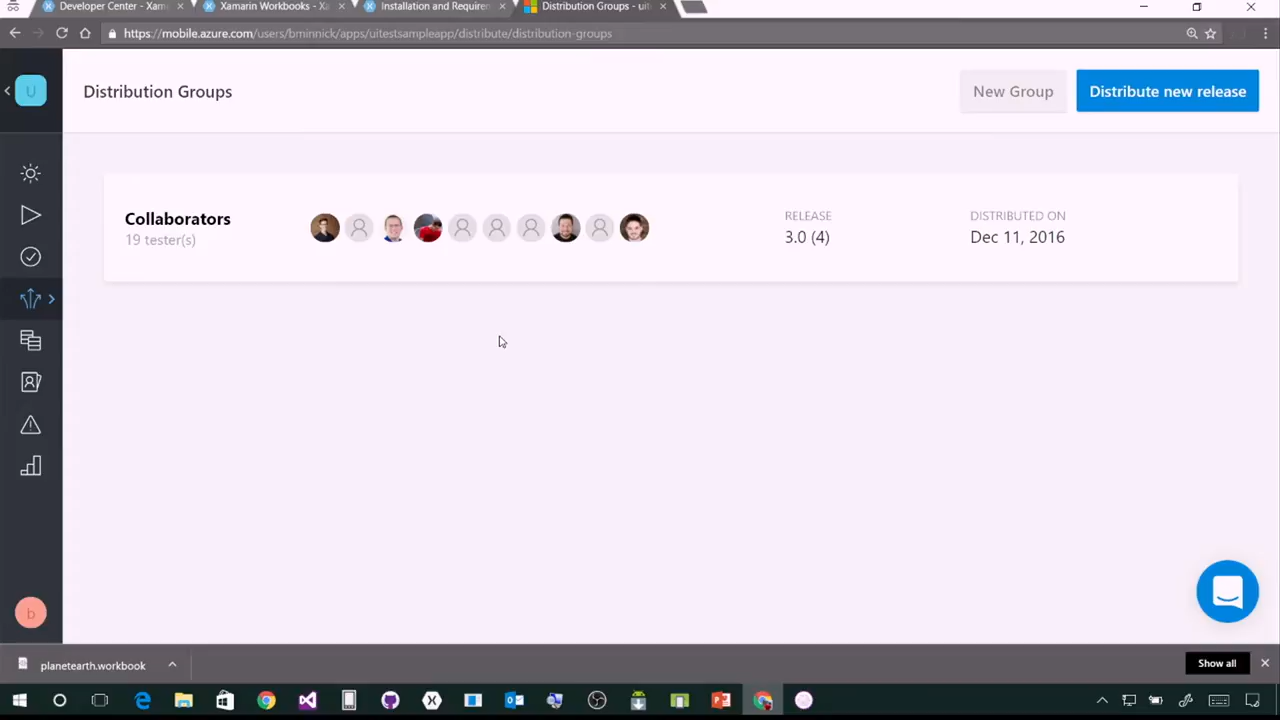 Developer Center - Xam
Xamarin Workbooks - Xa
Installation and Requirem
Distribution Groups - uite
https://mobile.azure.com/users/bminnick/apps/uitestsampleapp/distribute/distribution-groups
U
Distribution Groups
New Group
Distribute new release
Collaborators
19 tester(s)
RELEASE
3.0 (4)
DISTRIBUTED ON
Dec 11, 2016
b
planetearth.workbook
Show all